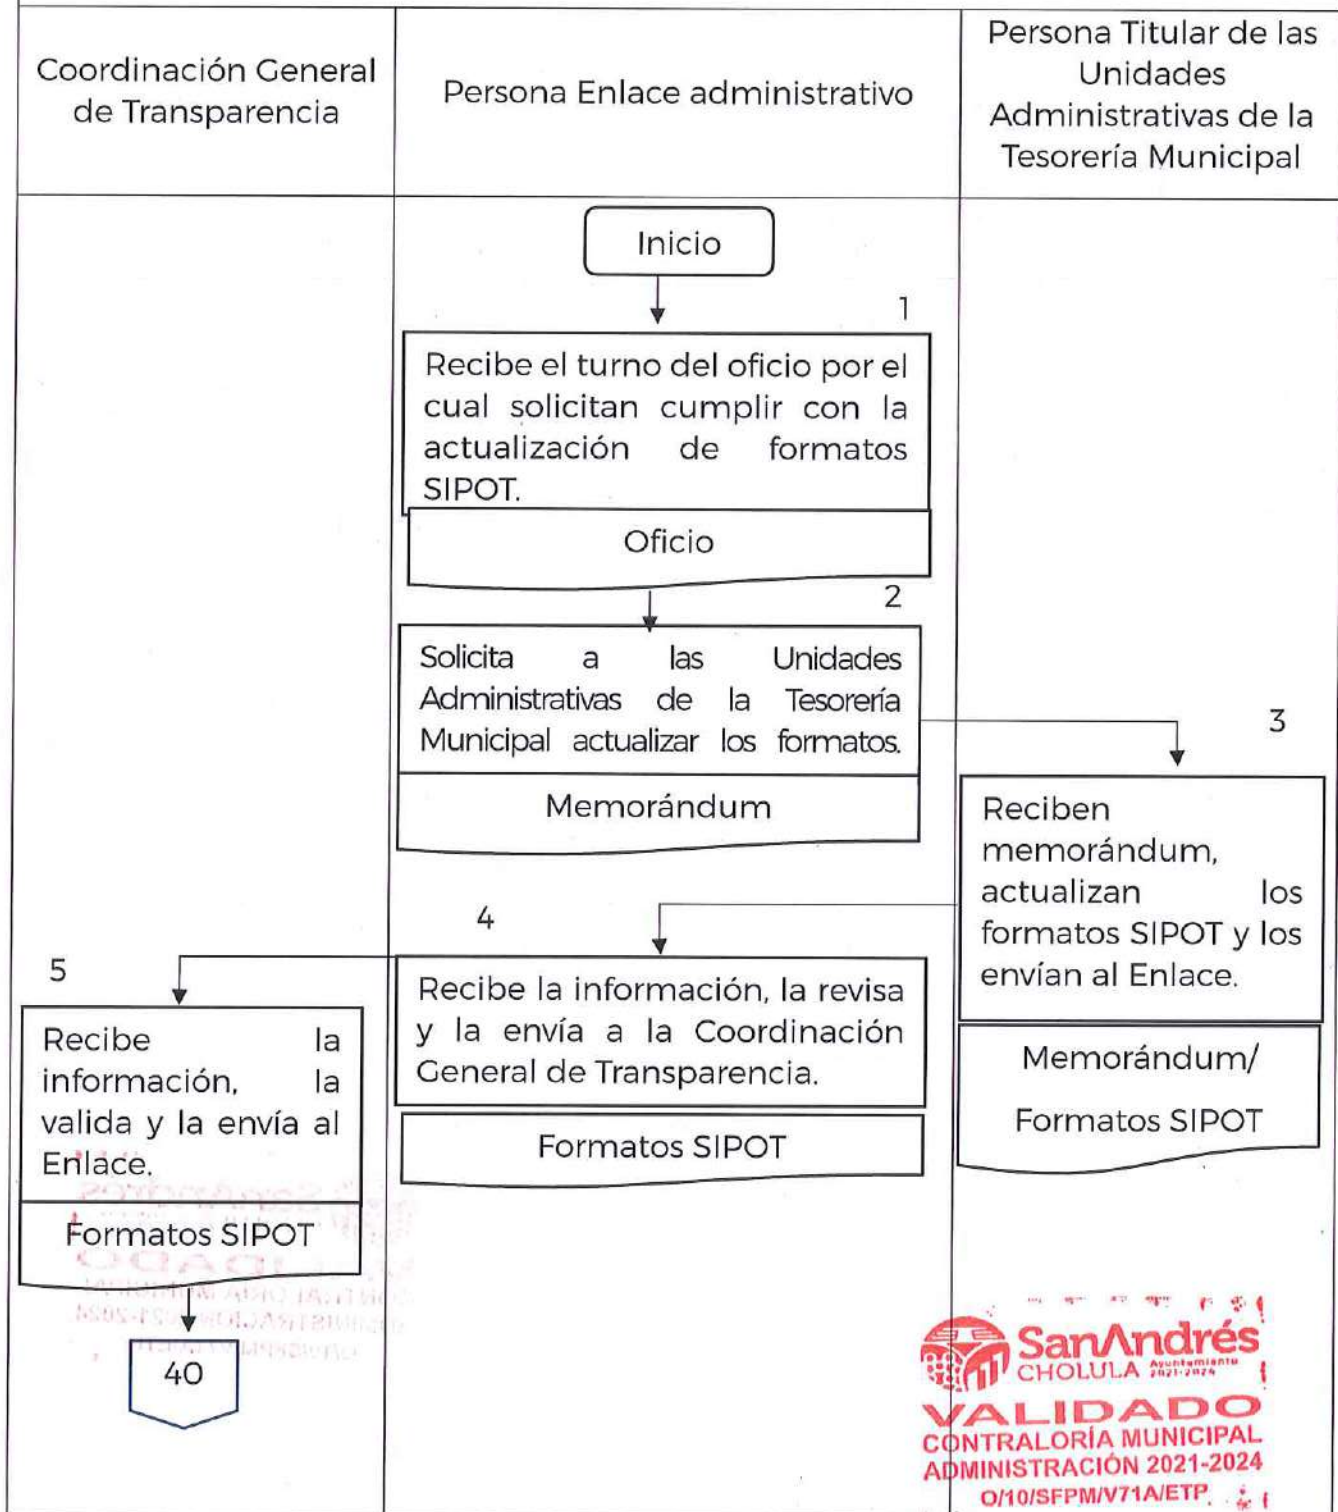 Coordinación General
de Transparencia
Persona Enlace administrativo
Persona Titular de las
Unidades
Administrativas de la
Tesorería Municipal
Inicio
1
Recibe el turno del oficio por el
cual solicitan cumplir con la
actualización de formatos
SIPOT.
Oficio
2
Solicita a las Unidades
Administrativas de la Tesorería
Municipal actualizar los formatos.
Memorándum
3
Reciben
memorándum,
actualizan los
formatos SIPOT y los
envían al Enlace.
Memorándum/
Formatos SIPOT
4
Recibe la información, la revisa
y la envía a la Coordinación
General de Transparencia.
Formatos SIPOT
5
Recibe la
información, la
valida y la envía al
Enlace.
Formatos SIPOT
40
SanAndrés
CHOLULA Ayuntamiento
2021-2024
VALIDADO
CONTRALORÍA MUNICIPAL
ADMINISTRACIÓN 2021-2024
O/10/SFPM/V71A/ETP